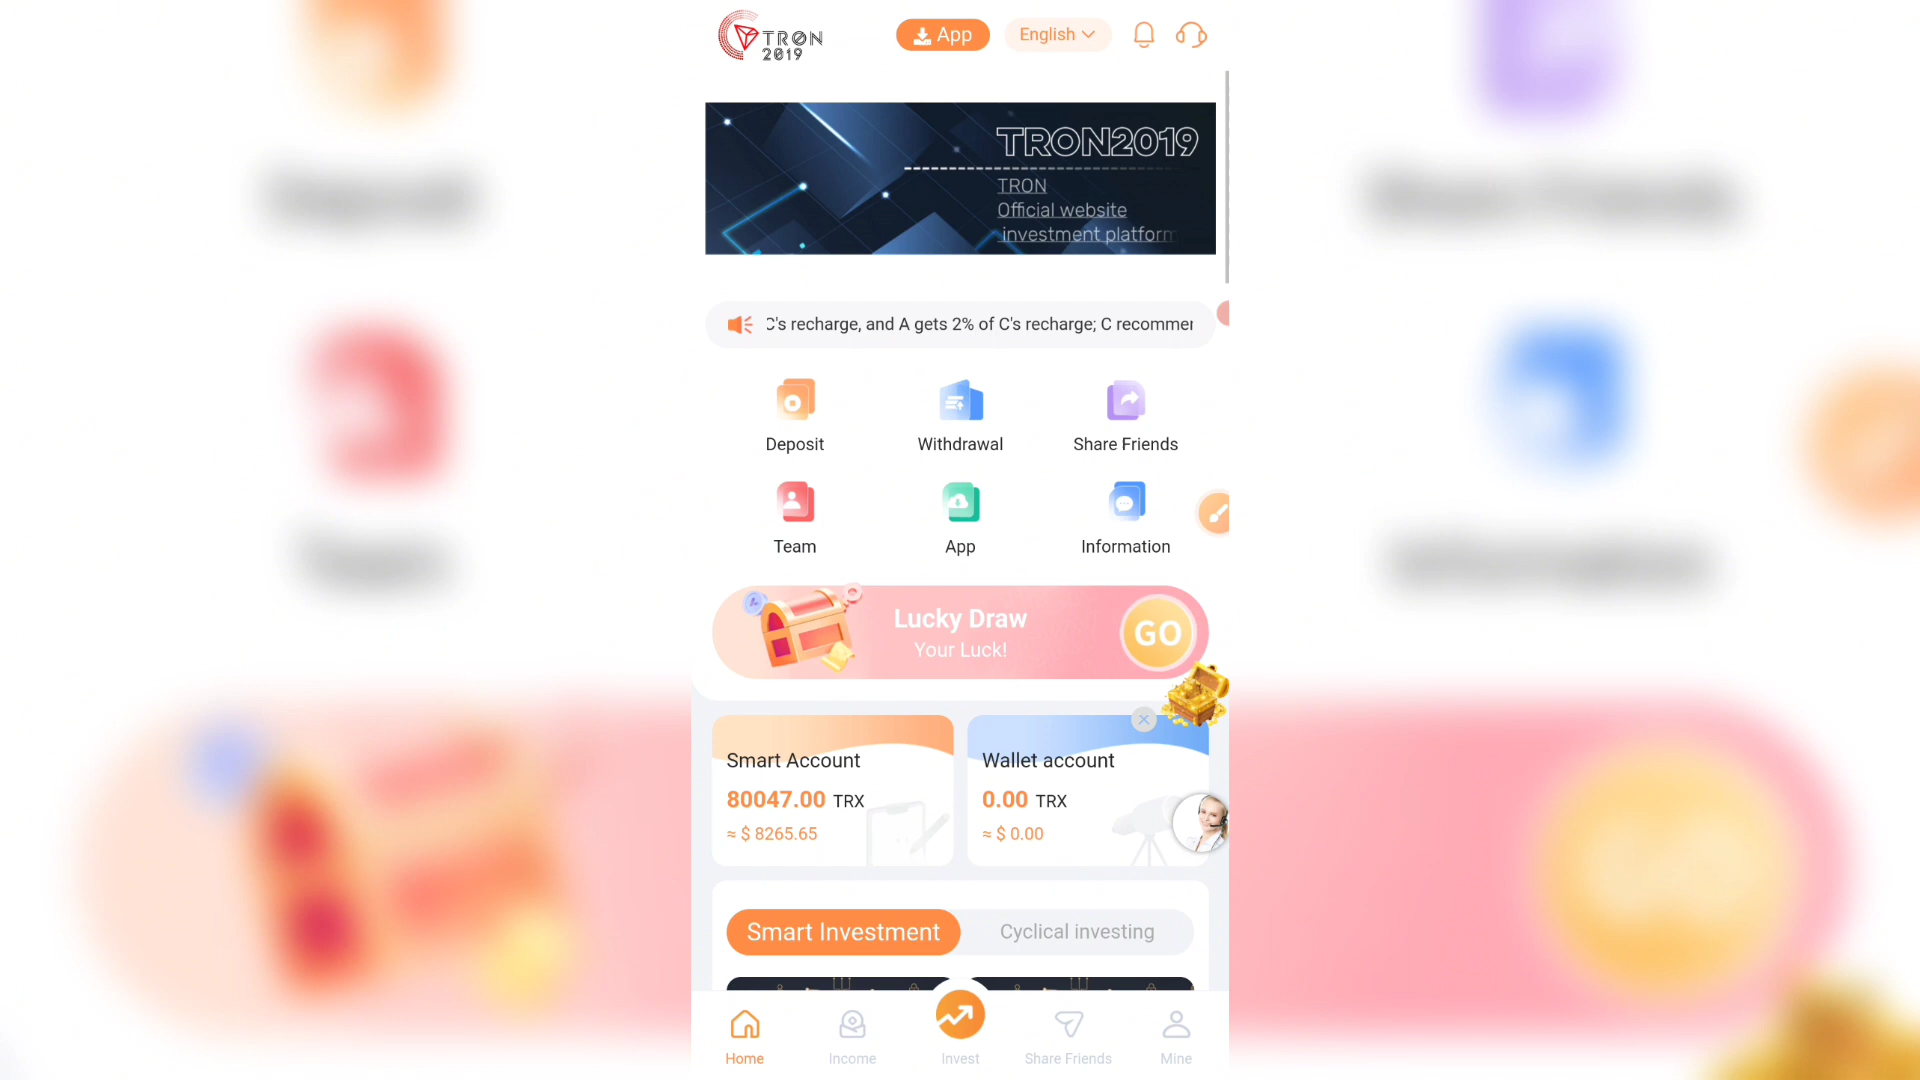 TRON
2019
App
English
TRON2019
TRON
Official website
investment platform
C's recharge, and A gets 2% of C's recharge; C recommer
Deposit
Withdrawal
Share Friends
Team
App
Information
Lucky Draw
Your Luck!
GO
Smart Account
80047.00 TRX
≈ $ 8265.65
Wallet account
0.00 TRX
≈ $ 0.00
Smart Investment
Cyclical investing
Home
Income
Invest
Share Friends
Mine